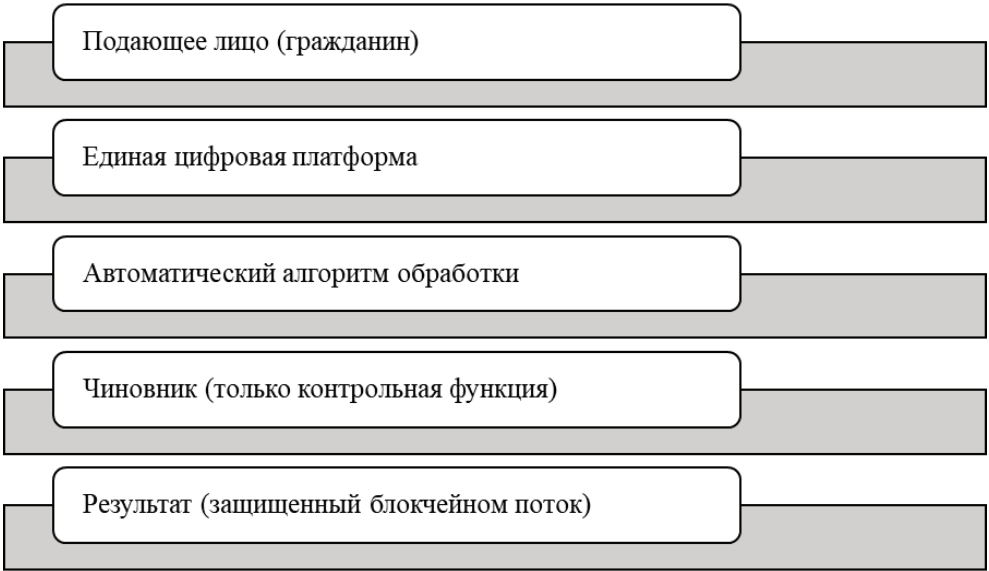 Подающее лицо (гражданин)
Единая цифровая платформа
Автоматический алгоритм обработки
Чиновник (только контрольная функция)
Результат (защищенный блокчейном поток)